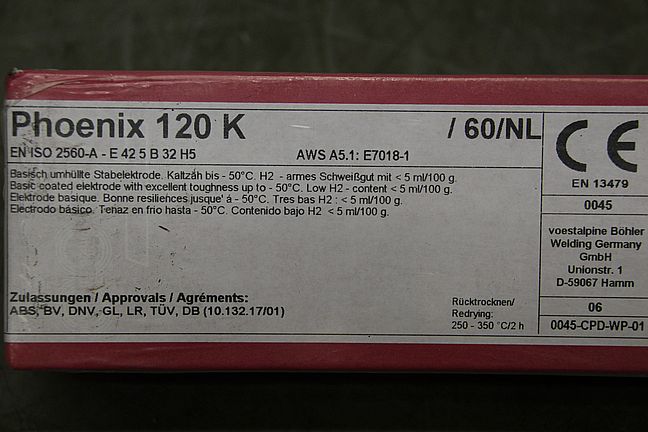 Phoenix 120 K / 60/NL
EN ISO 2560-A - E 42 5 B 32 H5 AWS A5.1: E7018-1
Basisch umhüllte Stabelektrode. Kaltzäh bis - 50°C. H2 - armes Schweißgut mit < 5 ml/100 g.
Basic coated elektrode with excellent toughness up to - 50°C. Low H2 - content < 5 ml/100 g.
Elektrode basique. Bonne resiliences jusque' á - 50°C. Tres bas H2 : < 5 ml/100 g.
Electrodo básico. Tenaz en frio hasta - 50°C. Contenido bajo H2 < 5 ml/100 g.
Zulassungen / Approvals / Agréments:
ABS, BV, DNV, GL, LR, TÜV, DB (10.132.17/01)
Rücktrocknen/
Redrying:
250 - 350 °C/2 h
CE
EN 13479
0045
voestalpine Böhler
Welding Germany
GmbH
Unionstr. 1
D-59067 Hamm
06
0045-CPD-WP-01